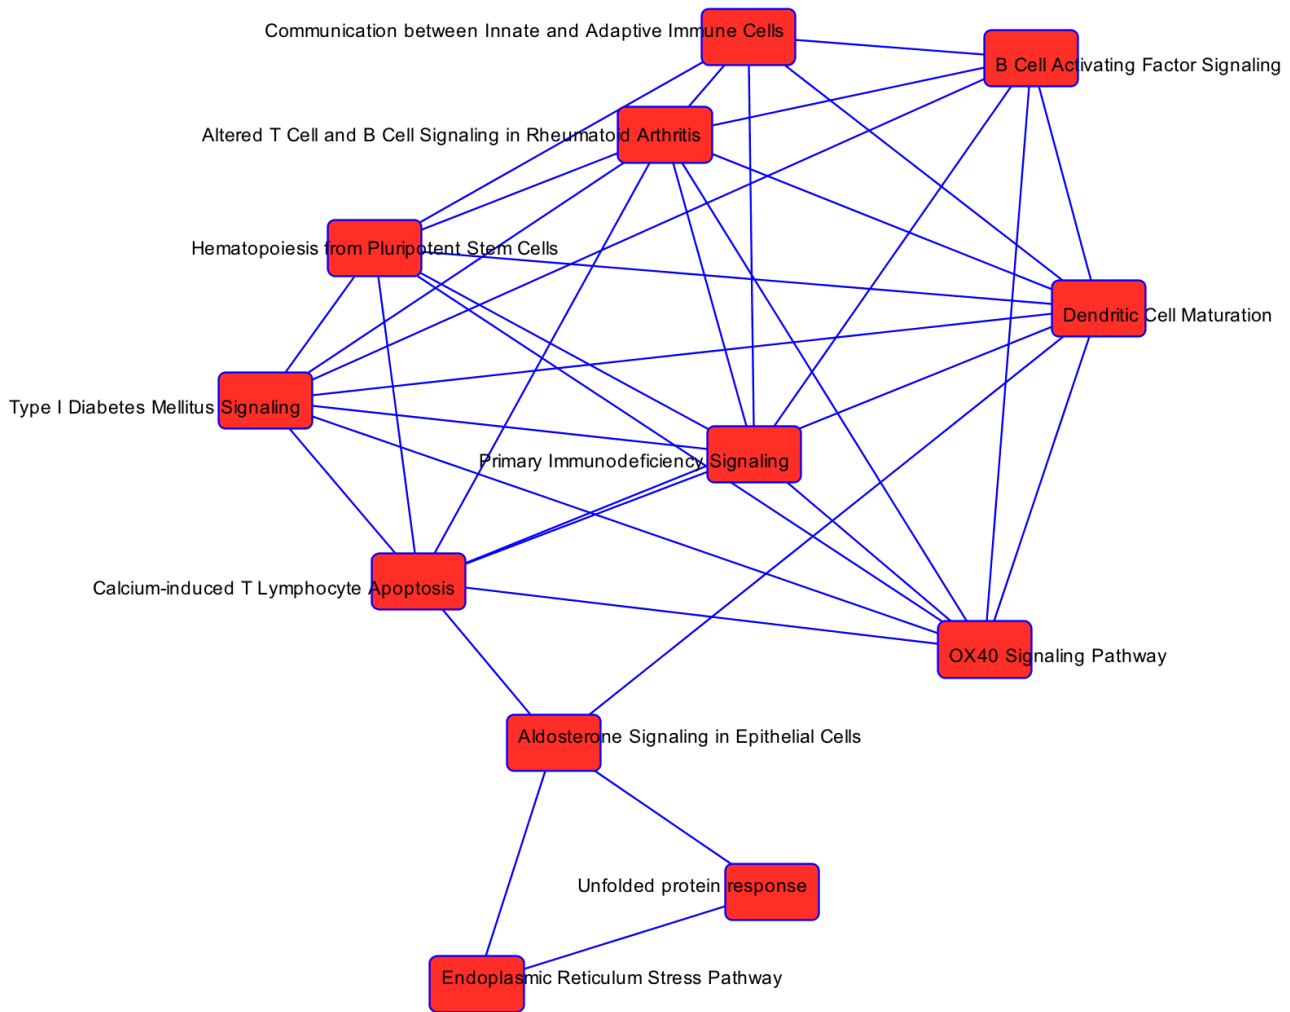 Communication between Innate and Adaptive Immune Cells
B Cell Activating Factor Signaling
Altered T Cell and B Cell Signaling in Rheumatoid Arthritis
Hematopoiesis from Pluripotent Stem Cells
Dendritic Cell Maturation
Type I Diabetes Mellitus Signaling
Primary Immunodeficiency Signaling
Calcium-induced T Lymphocyte Apoptosis
OX40 Signaling Pathway
Aldosterone Signaling in Epithelial Cells
Unfolded protein response
Endoplasmic Reticulum Stress Pathway